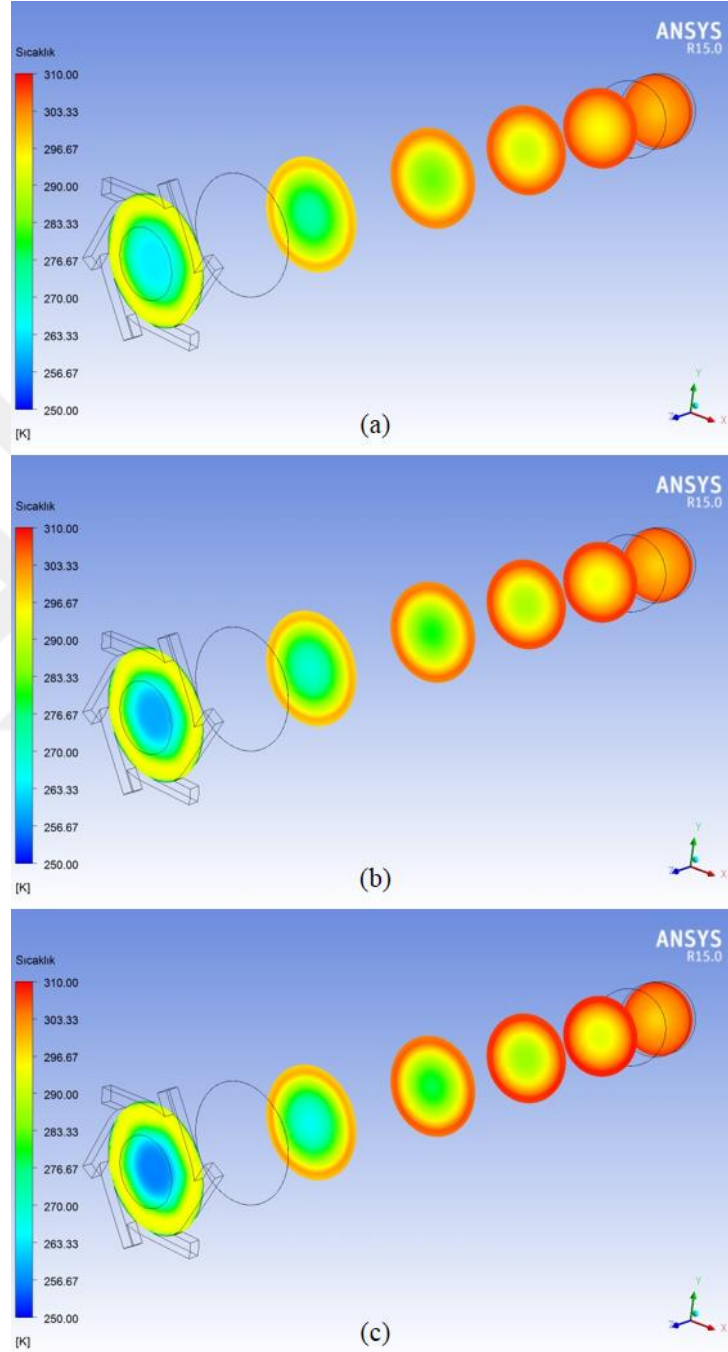 ANSYS
R15.0
Sıcaklık
310.00
303.33
296.67
290.00
283.33
276.67
270.00
263.33
256.67
250.00
[K]
Y
Z
X
(a)
ANSYS
R15.0
Sıcaklık
310.00
303.33
296.67
290.00
283.33
276.67
270.00
263.33
256.67
250.00
[K]
Y
Z
X
(b)
ANSYS
R15.0
Sıcaklık
310.00
303.33
296.67
290.00
283.33
276.67
270.00
263.33
256.67
250.00
[K]
Y
Z
X
(c)